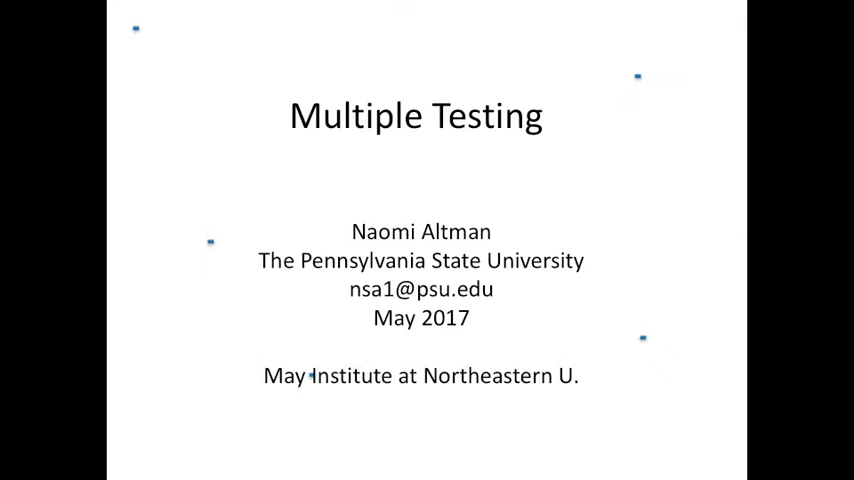 Multiple Testing
Naomi Altman
The Pennsylvania State University
nsa1@psu.edu
May 2017
May Institute at Northeastern U.